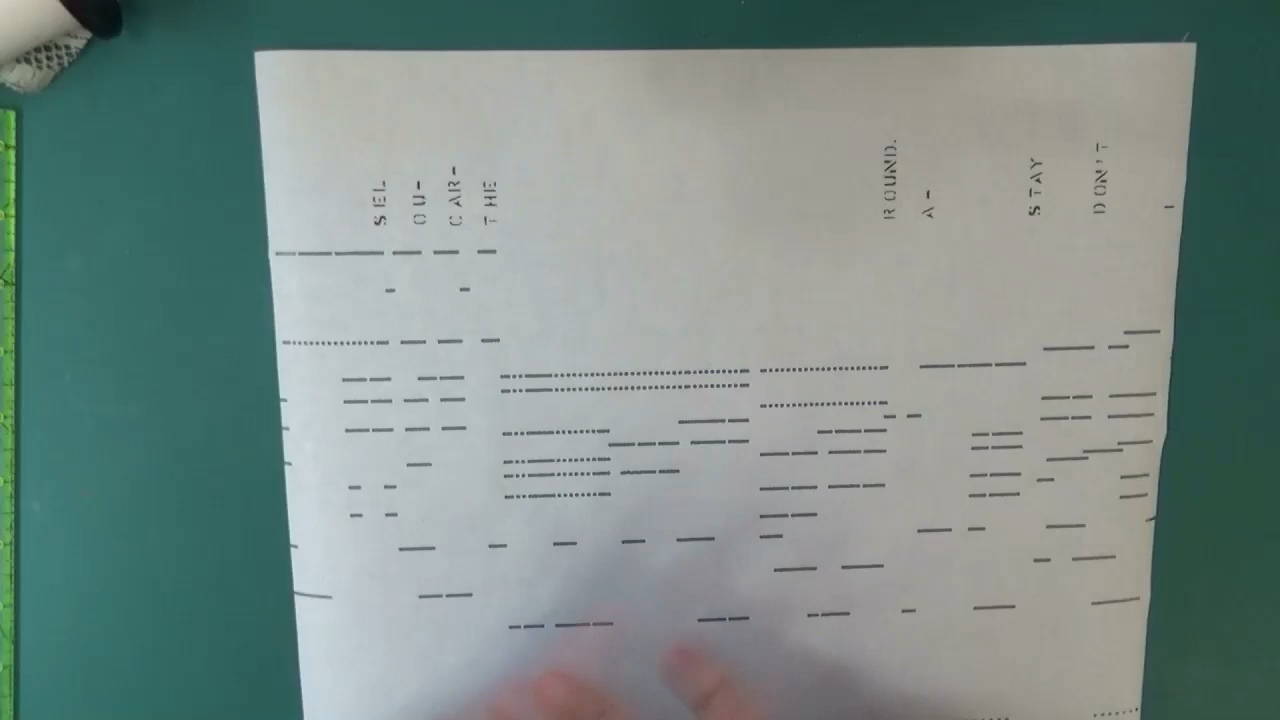 SEL
OU-
CAR-
THE
ROUND.
A-
STAY
DON'T